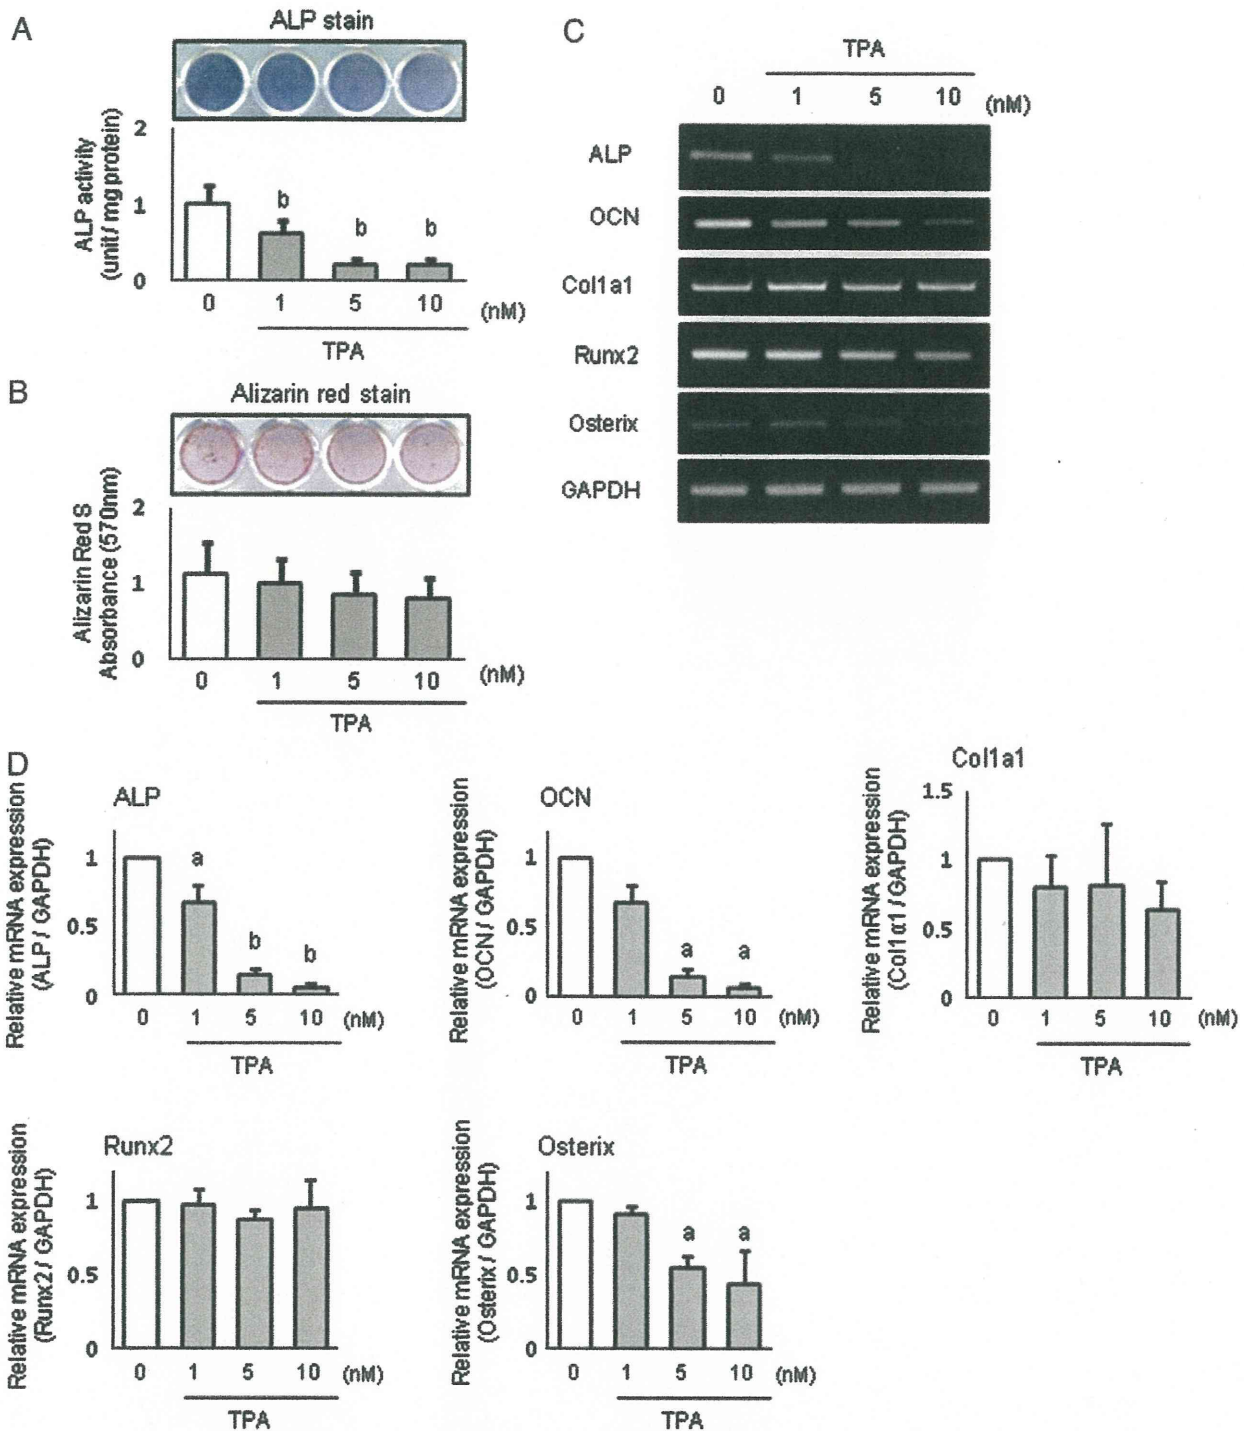 A
ALP stain
ALP activity
(unit/ mg protein)
2
1
0
b
b
b
0 1 5 10 (nM)
TPA
B
Alizarin red stain
Alizarin Red S
Absorbance (570nm)
2
1
0
0 1 5 10 (nM)
TPA
C
TPA
0 1 5 10 (nM)
ALP
OCN
Col1a1
Runx2
Osterix
GAPDH
D
ALP
Relative mRNA expression
(ALP / GAPDH)
1
0.5
0
a
b
b
0 1 5 10 (nM)
TPA
OCN
Relative mRNA expression
(OCN / GAPDH)
1
0.5
0
a
a
0 1 5 10 (nM)
TPA
Col1a1
Relative mRNA expression
(Col1α1 / GAPDH)
1.5
1
0.5
0
0 1 5 10 (nM)
TPA
Runx2
Relative mRNA expression
(Runx2 / GAPDH)
1
0.5
0
0 1 5 10 (nM)
TPA
Osterix
Relative mRNA expression
(Osterix / GAPDH)
1
0.5
0
a
a
0 1 5 10 (nM)
TPA